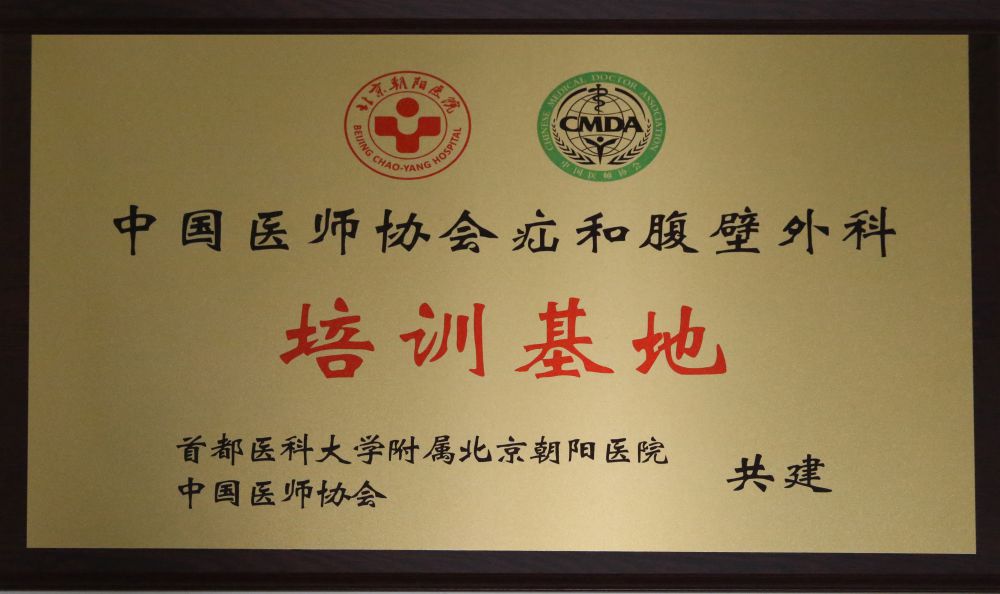 北京朝阳医院
BEIJING CHAO-YANG HOSPITAL
CHINESE MEDICAL DOCTOR ASSOCIATION
CMDA
中国医师协会
中国医师协会疝和腹壁外科
培训基地
首都医科大学附属北京朝阳医院
中国医师协会
共建